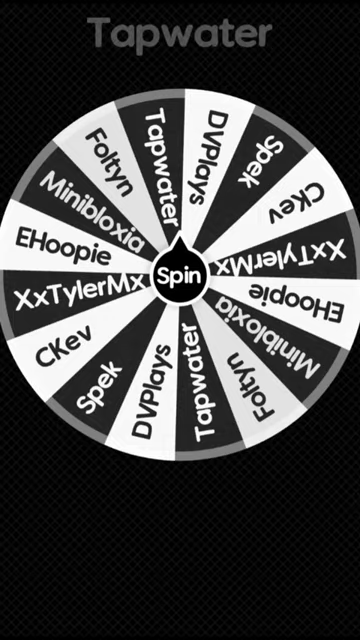 Tapwater
Tapwater
DVPlays
Spek
CKev
XxTylerMx
EHoopie
Minibloxia
Foltyn
Tapwater
DVPlays
Spek
CKev
XxTylerMx
EHoopie
Minibloxia
Foltyn
Spin